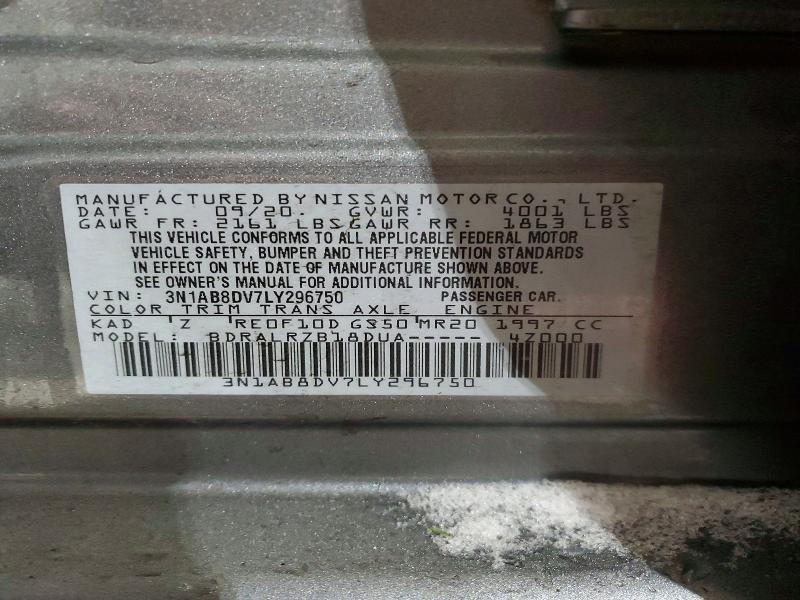 MANUFACTURED BY NISSAN MOTOR CO., LTD.
DATE: 09/20. GVWR: 4001 LBS
GAWR FR: 2161 LBS GAWR RR: 1863 LBS
THIS VEHICLE CONFORMS TO ALL APPLICABLE FEDERAL MOTOR
VEHICLE SAFETY, BUMPER AND THEFT PREVENTION STANDARDS
IN EFFECT ON THE DATE OF MANUFACTURE SHOWN ABOVE.
SEE OWNER'S MANUAL FOR ADDITIONAL INFORMATION.
VIN: 3N1AB8DV7LY296750 PASSENGER CAR.
COLOR TRIM TRANS AXLE ENGINE
KAD Z RE0F10D G350 MR20 1997 CC
MODEL: BDRALRZB18DUA----- 4Z000
3N1AB8DV7LY296750